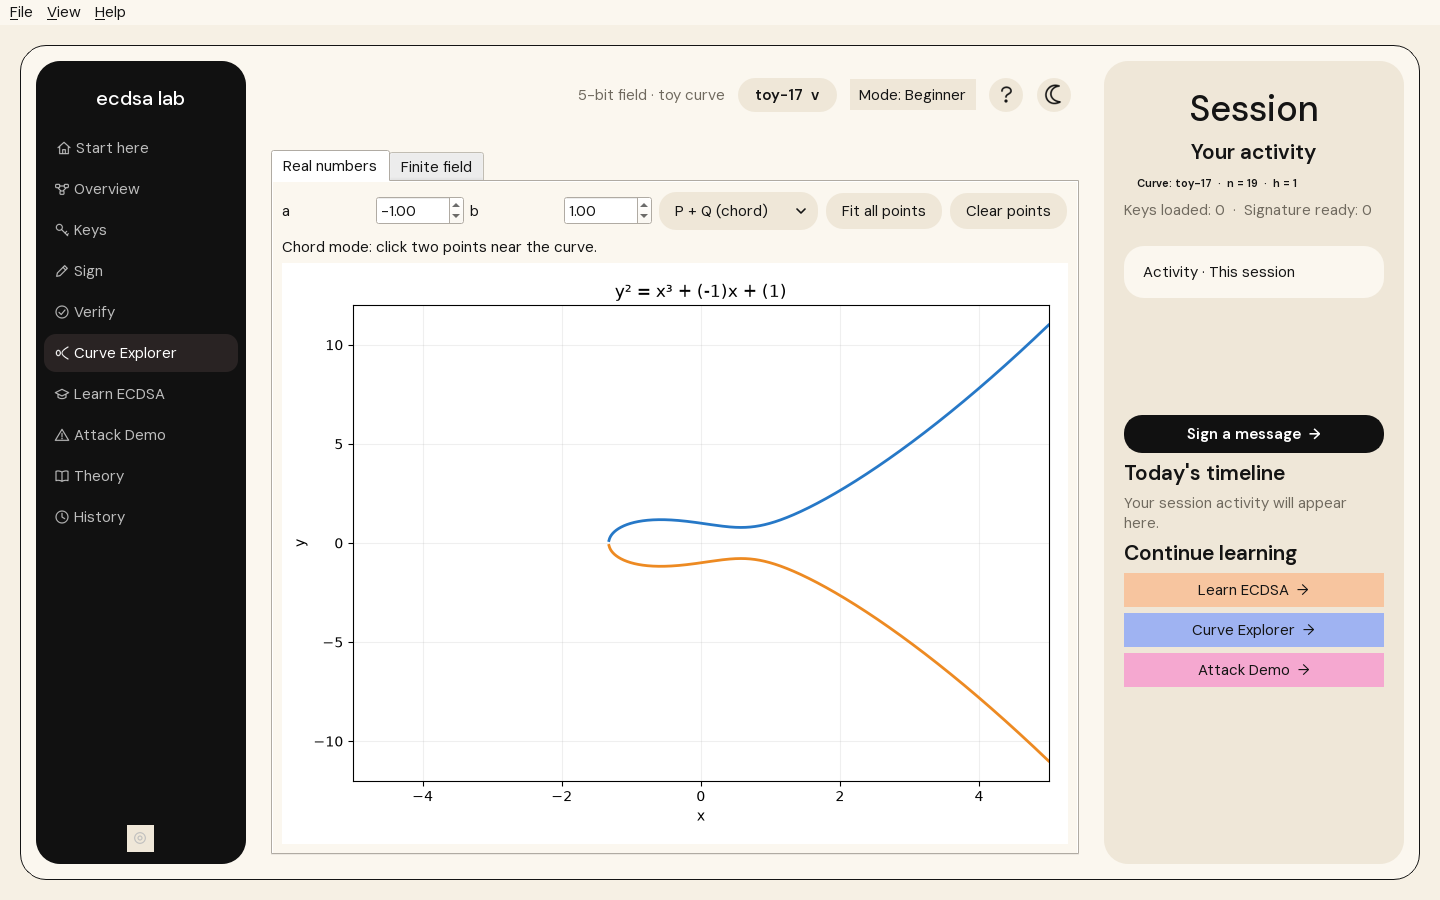 File View Help
ecdsa lab
Start here
Overview
Keys
Sign
Verify
Curve Explorer
Learn ECDSA
Attack Demo
Theory
History
5-bit field · toy curve
toy-17 v
Mode: Beginner
?
Real numbers
Finite field
a
−1.00
b
1.00
P + Q (chord)
Fit all points
Clear points
Chord mode: click two points near the curve.
y² = x³ + (-1)x + (1)
10
5
0
−5
−10
y
−4 −2 0 2 4
x
Session
Your activity
Curve: toy-17 · n = 19 · h = 1
Keys loaded: 0 · Signature ready: 0
Activity · This session
Sign a message →
Today's timeline
Your session activity will appear
here.
Continue learning
Learn ECDSA →
Curve Explorer →
Attack Demo →